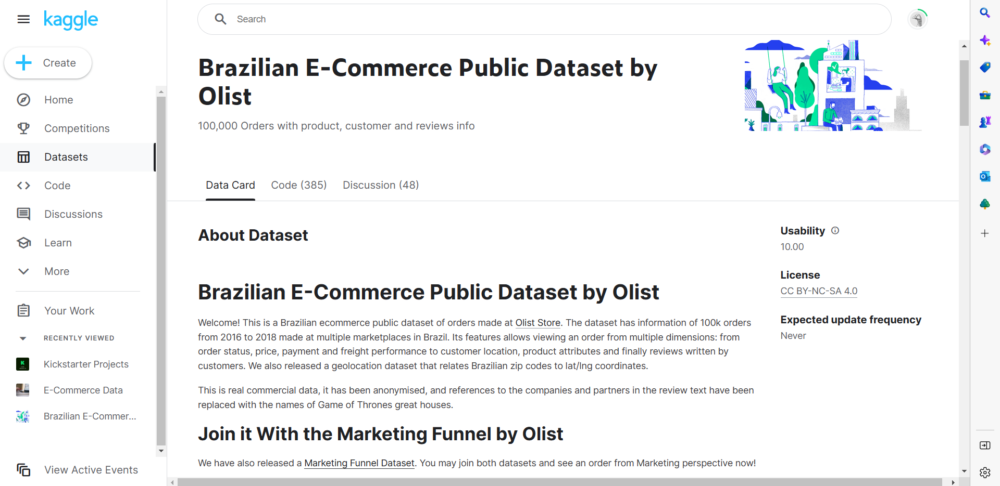 kaggle
Search
Create
Home
Competitions
Datasets
Code
Discussions
Learn
More
Your Work
RECENTLY VIEWED
Kickstarter Projects
E-Commerce Data
Brazilian E-Commer...
View Active Events
Brazilian E-Commerce Public Dataset by
Olist
100,000 Orders with product, customer and reviews info
Data Card Code (385) Discussion (48)
About Dataset
Brazilian E-Commerce Public Dataset by Olist
Welcome! This is a Brazilian ecommerce public dataset of orders made at Olist Store. The dataset has information of 100k orders
from 2016 to 2018 made at multiple marketplaces in Brazil. Its features allows viewing an order from multiple dimensions: from
order status, price, payment and freight performance to customer location, product attributes and finally reviews written by
customers. We also released a geolocation dataset that relates Brazilian zip codes to lat/lng coordinates.
This is real commercial data, it has been anonymised, and references to the companies and partners in the review text have been
replaced with the names of Game of Thrones great houses.
Join it With the Marketing Funnel by Olist
We have also released a Marketing Funnel Dataset. You may join both datasets and see an order from Marketing perspective now!
Usability
10.00
License
CC BY-NC-SA 4.0
Expected update frequency
Never